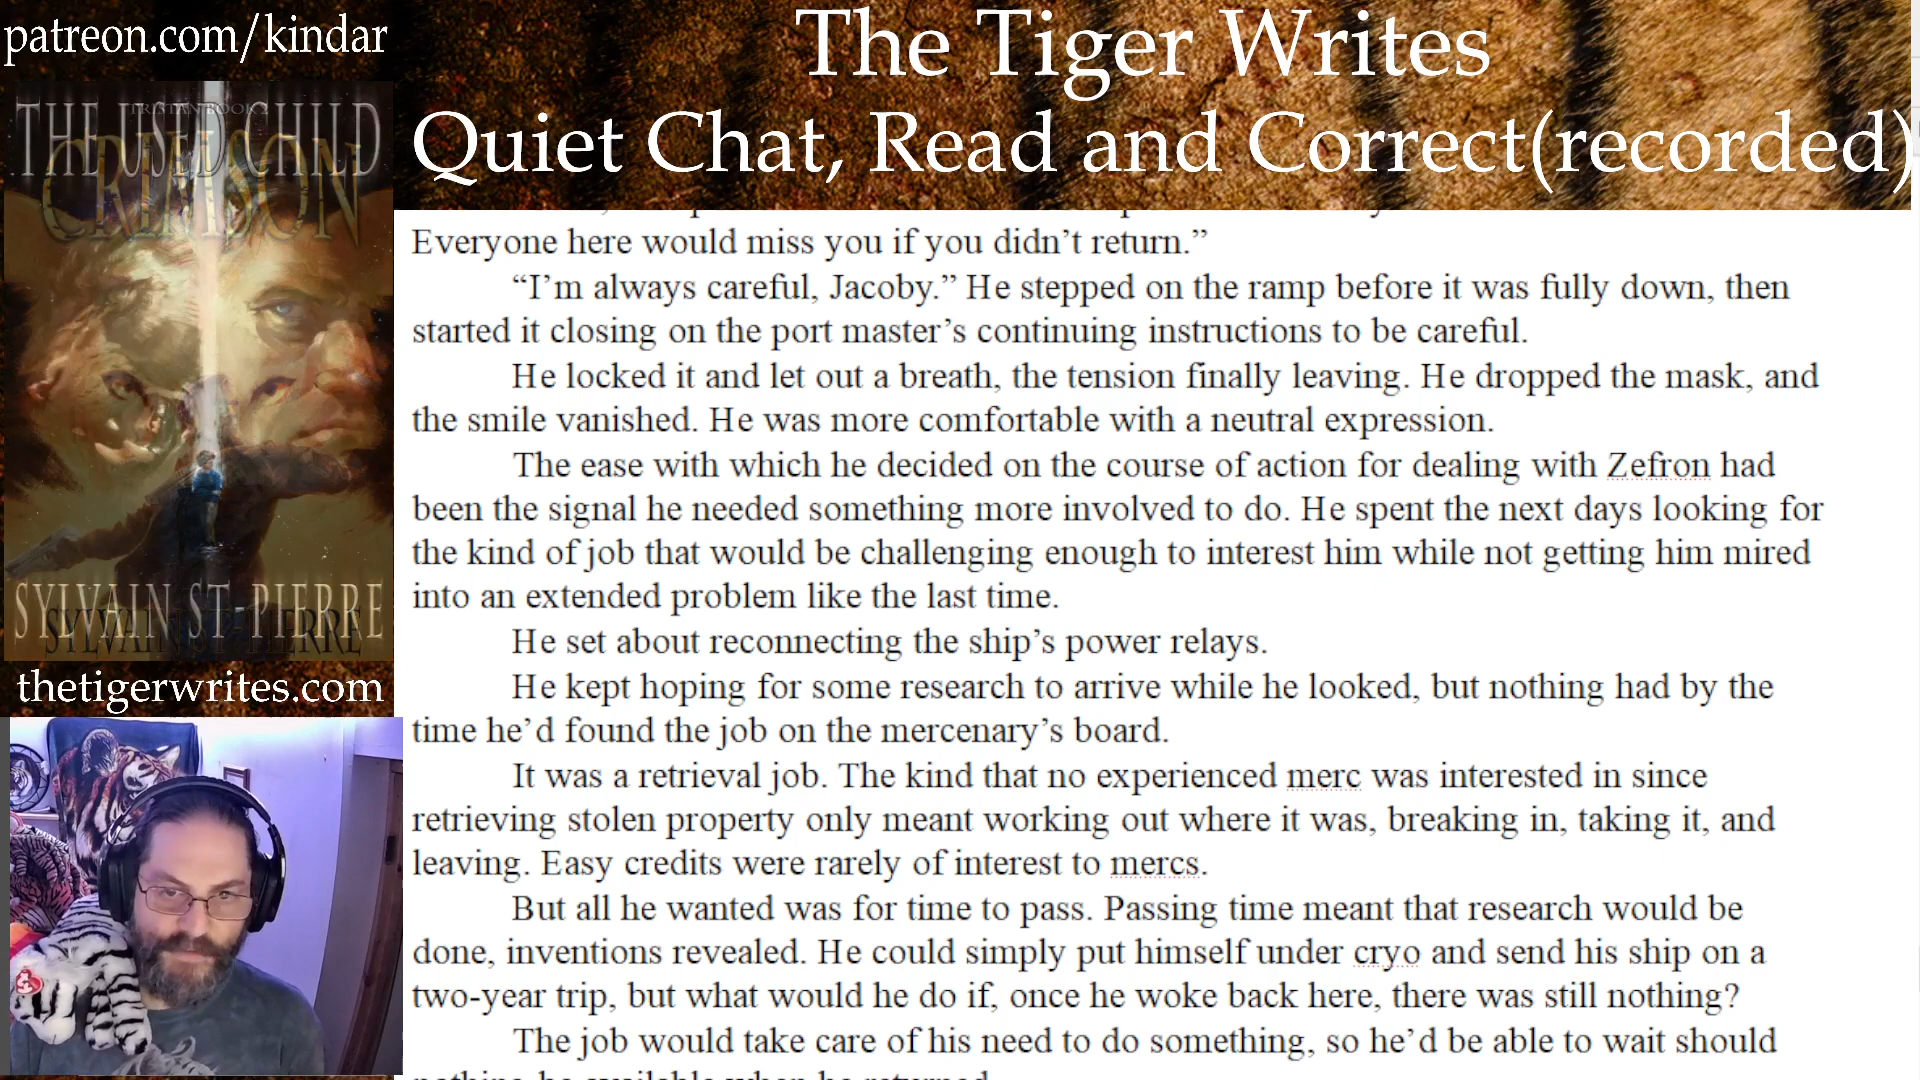 patreon.com/kindar
The Tiger Writes
Quiet Chat, Read and Correct(recorded)
TRISTAN BOOK 2
THE USED CHILD
CRIMSON
SYLVAIN ST-PIERRE
SYLVAIN ST-PIERRE
thetigerwrites.com
Everyone here would miss you if you didn’t return.”
“I’m always careful, Jacoby.” He stepped on the ramp before it was fully down, then
started it closing on the port master’s continuing instructions to be careful.
He locked it and let out a breath, the tension finally leaving. He dropped the mask, and
the smile vanished. He was more comfortable with a neutral expression.
The ease with which he decided on the course of action for dealing with Zefron had
been the signal he needed something more involved to do. He spent the next days looking for
the kind of job that would be challenging enough to interest him while not getting him mired
into an extended problem like the last time.
He set about reconnecting the ship’s power relays.
He kept hoping for some research to arrive while he looked, but nothing had by the
time he’d found the job on the mercenary’s board.
It was a retrieval job. The kind that no experienced merc was interested in since
retrieving stolen property only meant working out where it was, breaking in, taking it, and
leaving. Easy credits were rarely of interest to mercs.
But all he wanted was for time to pass. Passing time meant that research would be
done, inventions revealed. He could simply put himself under cryo and send his ship on a
two-year trip, but what would he do if, once he woke back here, there was still nothing?
The job would take care of his need to do something, so he’d be able to wait should